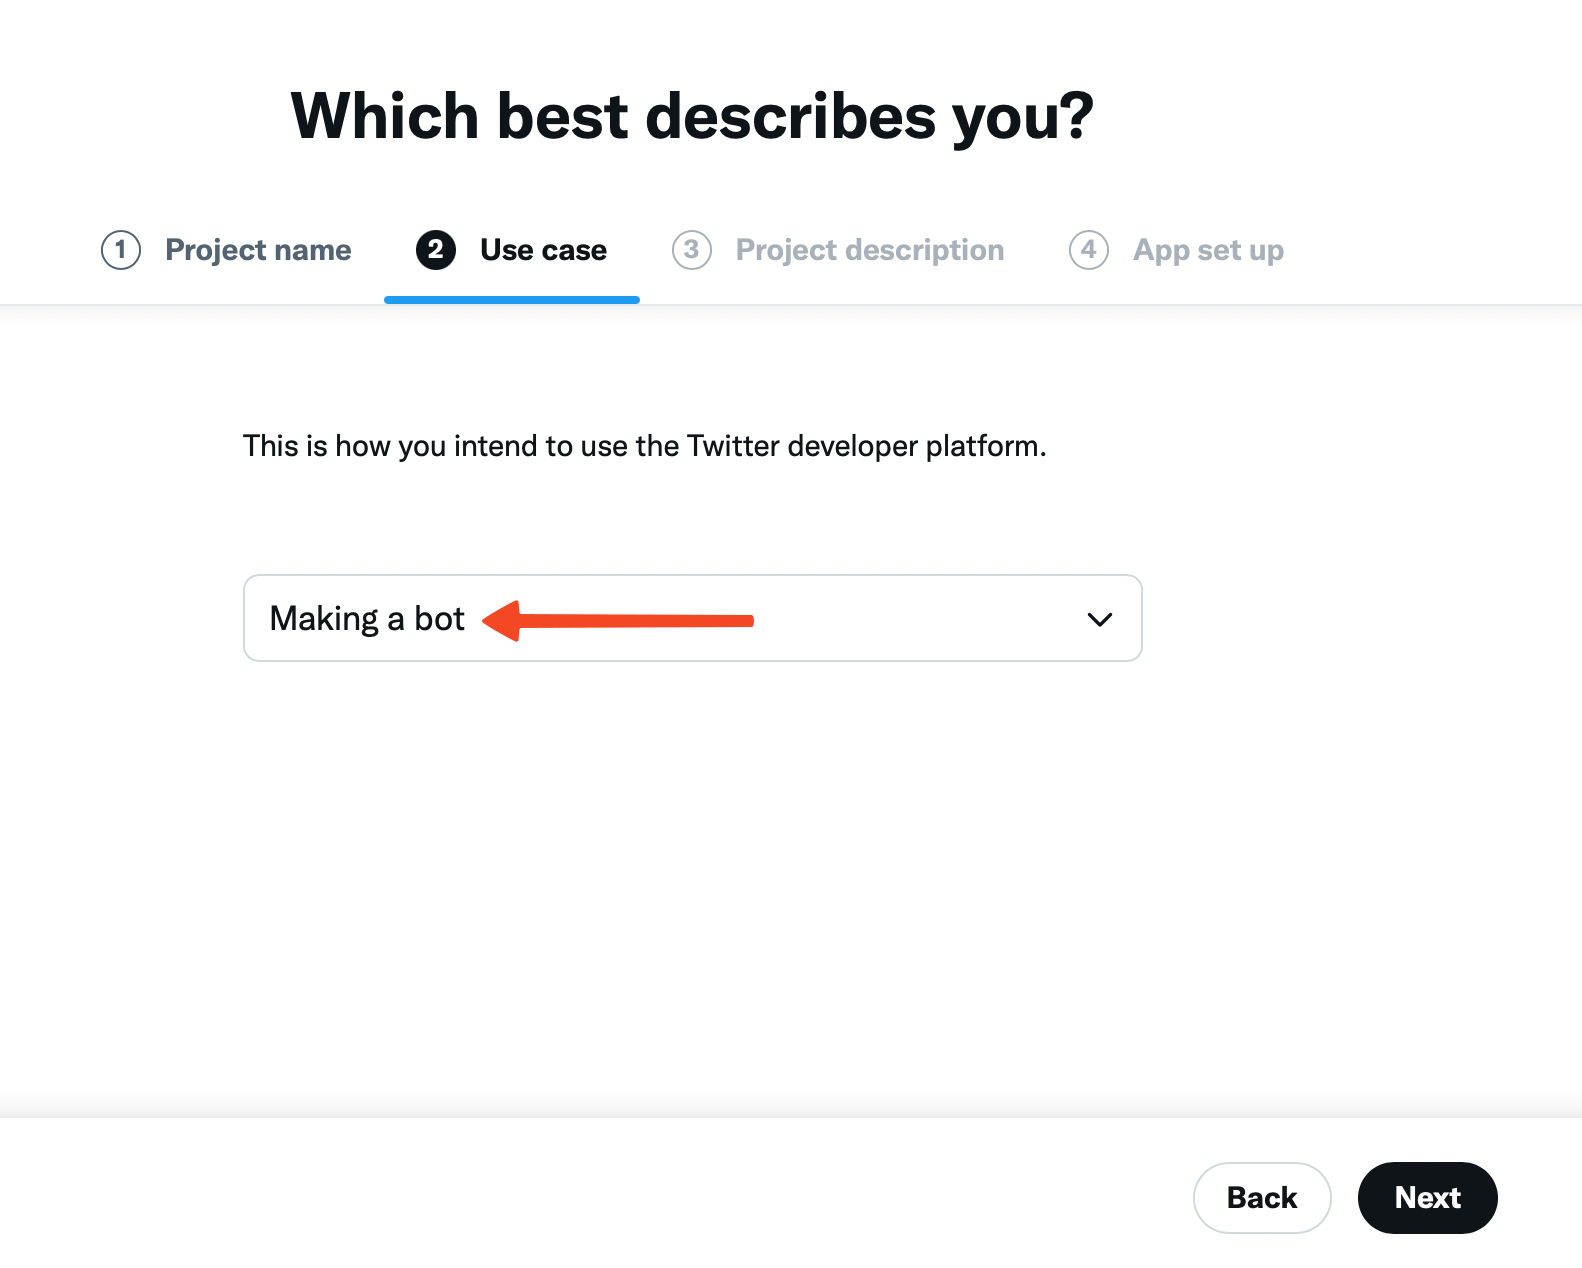 Which best describes you?
1 Project name 2 Use case 3 Project description 4 App set up
This is how you intend to use the Twitter developer platform.
Making a bot
Back Next